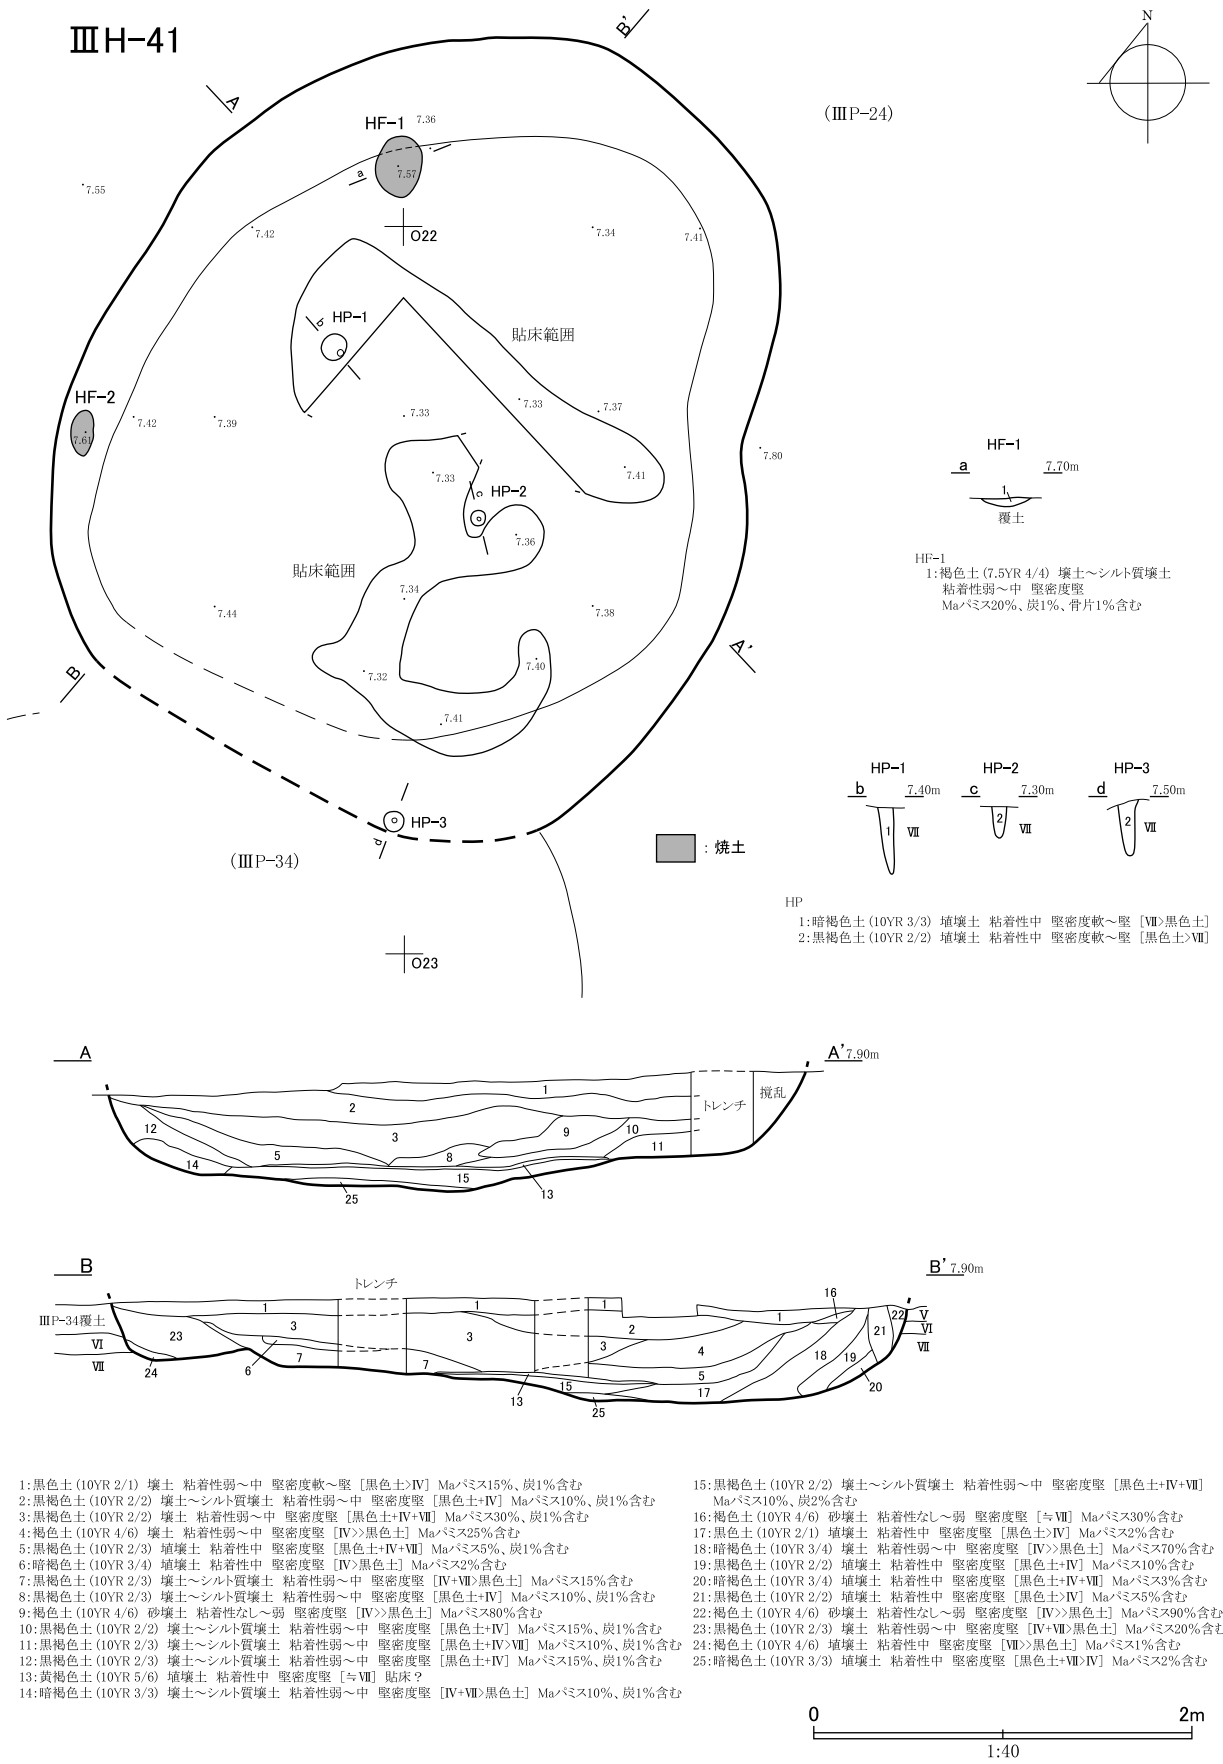 ⅢH-41
N
B'
A
(ⅢP-24)
HF-1
7.36
a
7.57
7.55
7.42
O22
7.34
7.41
b
HP-1
貼床範囲
HF-2
7.61
7.42
7.39
7.33
7.33
7.37
7.80
7.33
7.41
c
HP-2
7.36
貼床範囲
7.34
7.44
7.38
7.40
7.32
7.41
B
A'
HP-3
d
(ⅢP-34)
O23
:焼土
HF-1
a
7.70m
1
覆土
HF-1
1:褐色土(7.5YR 4/4) 壌土～シルト質壌土
粘着性弱～中 堅密度堅
Maパミス20%、炭1%、骨片1%含む
HP-1 HP-2 HP-3
b 7.40m c 7.30m d 7.50m
1 Ⅶ 2 Ⅶ 2 Ⅶ
HP
1:暗褐色土(10YR 3/3) 埴壌土 粘着性中 堅密度軟～堅 [Ⅶ>黒色土]
2:黒褐色土(10YR 2/2) 埴壌土 粘着性中 堅密度軟～堅 [黒色土>Ⅶ]
A A' 7.90m
1
トレンチ
撹乱
2
3
12
9
10
11
5
8
14
15
13
25
B B' 7.90m
トレンチ
16
1 1 1 1
22 Ⅴ
ⅢP-34覆土
3
2
21
Ⅵ
Ⅵ
23
3
3
4
18
19
Ⅶ
Ⅶ
7
7
5
24
6
15
17
20
13
25
1:黒色土(10YR 2/1) 壌土 粘着性弱～中 堅密度軟～堅 [黒色土>Ⅳ] Maパミス15%、炭1%含む
2:黒褐色土(10YR 2/2) 壌土～シルト質壌土 粘着性弱～中 堅密度堅 [黒色土+Ⅳ] Maパミス10%、炭1%含む
3:黒褐色土(10YR 2/2) 壌土 粘着性弱～中 堅密度堅 [黒色土+Ⅳ+Ⅶ] Maパミス30%、炭1%含む
4:褐色土(10YR 4/6) 壌土 粘着性弱～中 堅密度堅 [Ⅳ>>黒色土] Maパミス25%含む
5:黒褐色土(10YR 2/3) 埴壌土 粘着性中 堅密度堅 [黒色土+Ⅳ+Ⅶ] Maパミス5%、炭1%含む
6:暗褐色土(10YR 3/4) 埴壌土 粘着性中 堅密度堅 [Ⅳ>黒色土] Maパミス2%含む
7:黒褐色土(10YR 2/3) 壌土～シルト質壌土 粘着性弱～中 堅密度堅 [Ⅳ+Ⅶ>黒色土] Maパミス15%含む
8:黒褐色土(10YR 2/3) 壌土～シルト質壌土 粘着性弱～中 堅密度堅 [黒色土+Ⅳ] Maパミス10%、炭1%含む
9:褐色土(10YR 4/6) 砂壌土 粘着性なし～弱 堅密度堅 [Ⅳ>>黒色土] Maパミス80%含む
10:黒褐色土(10YR 2/2) 壌土～シルト質壌土 粘着性弱～中 堅密度堅 [黒色土+Ⅳ] Maパミス15%、炭1%含む
11:黒褐色土(10YR 2/3) 壌土～シルト質壌土 粘着性弱～中 堅密度堅 [黒色土+Ⅳ>Ⅶ] Maパミス10%、炭1%含む
12:黒褐色土(10YR 2/3) 壌土～シルト質壌土 粘着性弱～中 堅密度堅 [黒色土+Ⅳ] Maパミス15%、炭1%含む
13:黄褐色土(10YR 5/6) 埴壌土 粘着性中 堅密度堅 [≒Ⅶ] 貼床？
14:暗褐色土(10YR 3/3) 壌土～シルト質壌土 粘着性弱～中 堅密度堅 [Ⅳ+Ⅶ>黒色土] Maパミス10%、炭1%含む
15:黒褐色土(10YR 2/2) 壌土～シルト質壌土 粘着性弱～中 堅密度堅 [黒色土+Ⅳ+Ⅶ]
Maパミス10%、炭2%含む
16:褐色土(10YR 4/6) 砂壌土 粘着性なし～弱 堅密度堅 [≒Ⅶ] Maパミス30%含む
17:黒色土(10YR 2/1) 埴壌土 粘着性中 堅密度堅 [黒色土>Ⅳ] Maパミス2%含む
18:暗褐色土(10YR 3/4) 壌土 粘着性弱～中 堅密度堅 [Ⅳ>>黒色土] Maパミス70%含む
19:黒褐色土(10YR 2/2) 埴壌土 粘着性中 堅密度堅 [黒色土+Ⅳ] Maパミス10%含む
20:暗褐色土(10YR 3/4) 埴壌土 粘着性中 堅密度堅 [黒色土+Ⅳ+Ⅶ] Maパミス3%含む
21:黒褐色土(10YR 2/2) 埴壌土 粘着性中 堅密度堅 [黒色土>Ⅳ] Maパミス5%含む
22:褐色土(10YR 4/6) 砂壌土 粘着性なし～弱 堅密度堅 [Ⅳ>>黒色土] Maパミス90%含む
23:黒褐色土(10YR 2/3) 壌土 粘着性弱～中 堅密度堅 [Ⅳ+Ⅶ>黒色土] Maパミス20%含む
24:褐色土(10YR 4/6) 埴壌土 粘着性中 堅密度堅 [Ⅶ>>黒色土] Maパミス1%含む
25:暗褐色土(10YR 3/3) 埴壌土 粘着性中 堅密度堅 [黒色土+Ⅶ>Ⅳ] Maパミス2%含む
0 2m
1:40